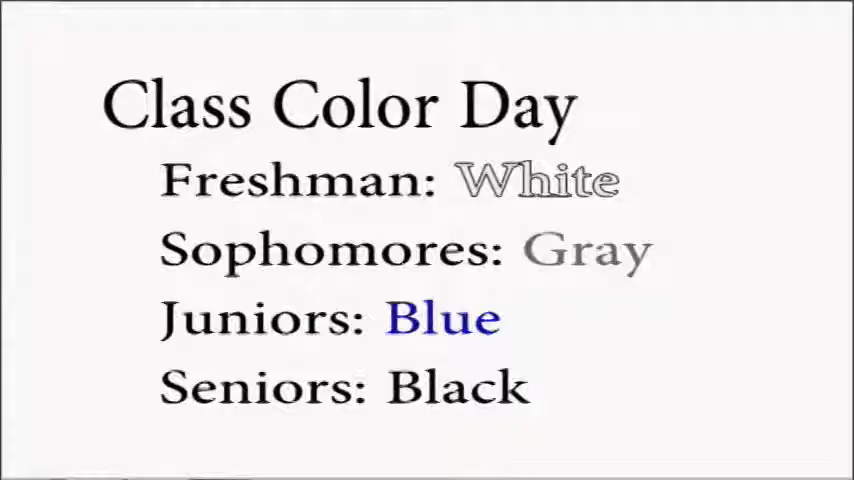 Class Color Day
Freshman: White
Sophomores: Gray
Juniors: Blue
Seniors: Black